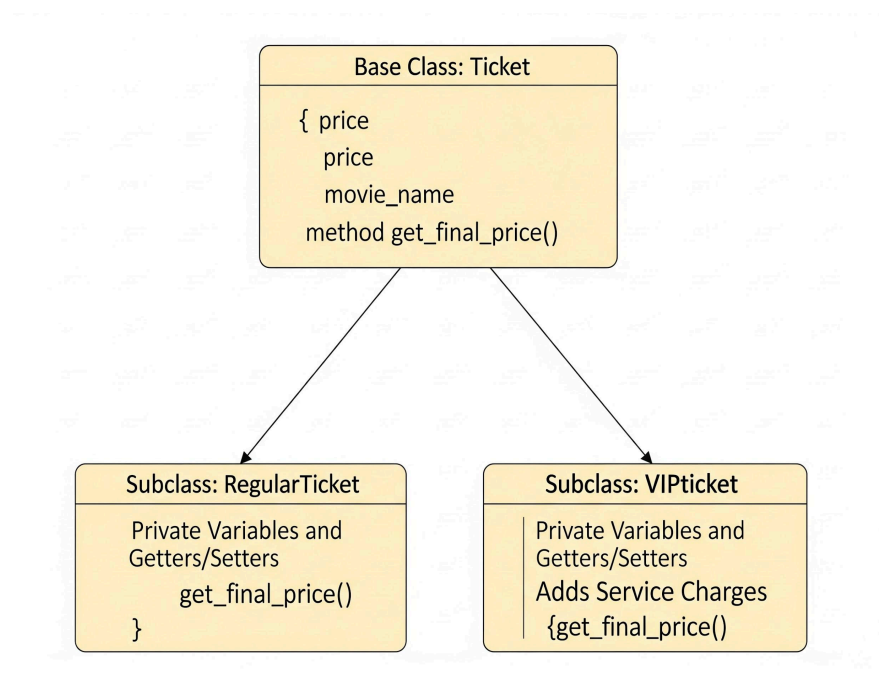 Base Class: Ticket
{ price
price
movie_name
method get_final_price()
Subclass: RegularTicket
Private Variables and
Getters/Setters
get_final_price()
}
Subclass: VIPticket
Private Variables and
Getters/Setters
Adds Service Charges
{get_final_price()